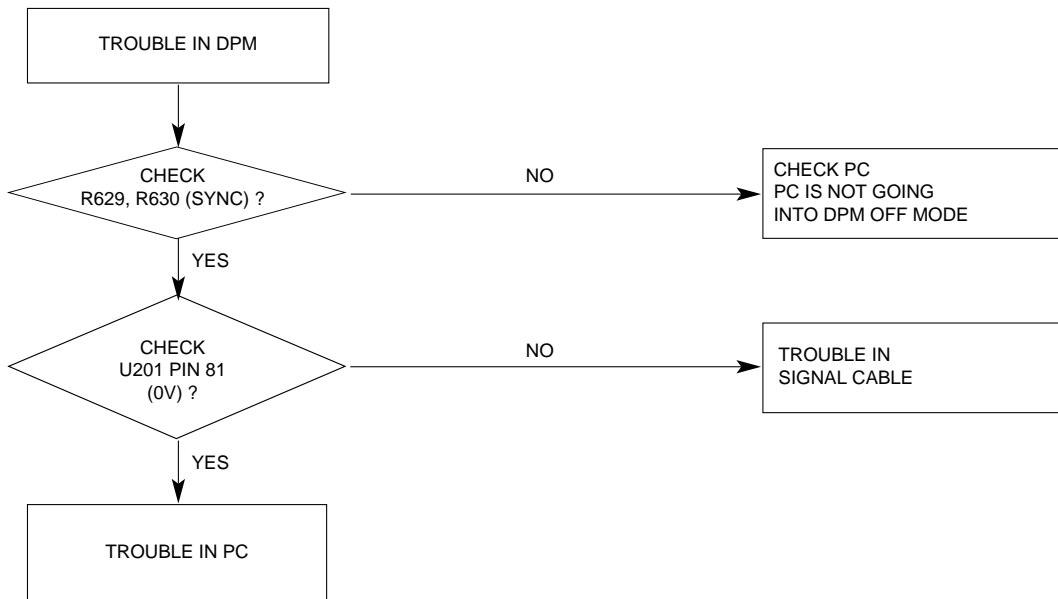 TROUBLE IN DPM
CHECK
R629, R630 (SYNC) ?
NO
CHECK PC
PC IS NOT GOING
INTO DPM OFF MODE
YES
CHECK
U201 PIN 81
(0V) ?
NO
TROUBLE IN
SIGNAL CABLE
YES
TROUBLE IN PC